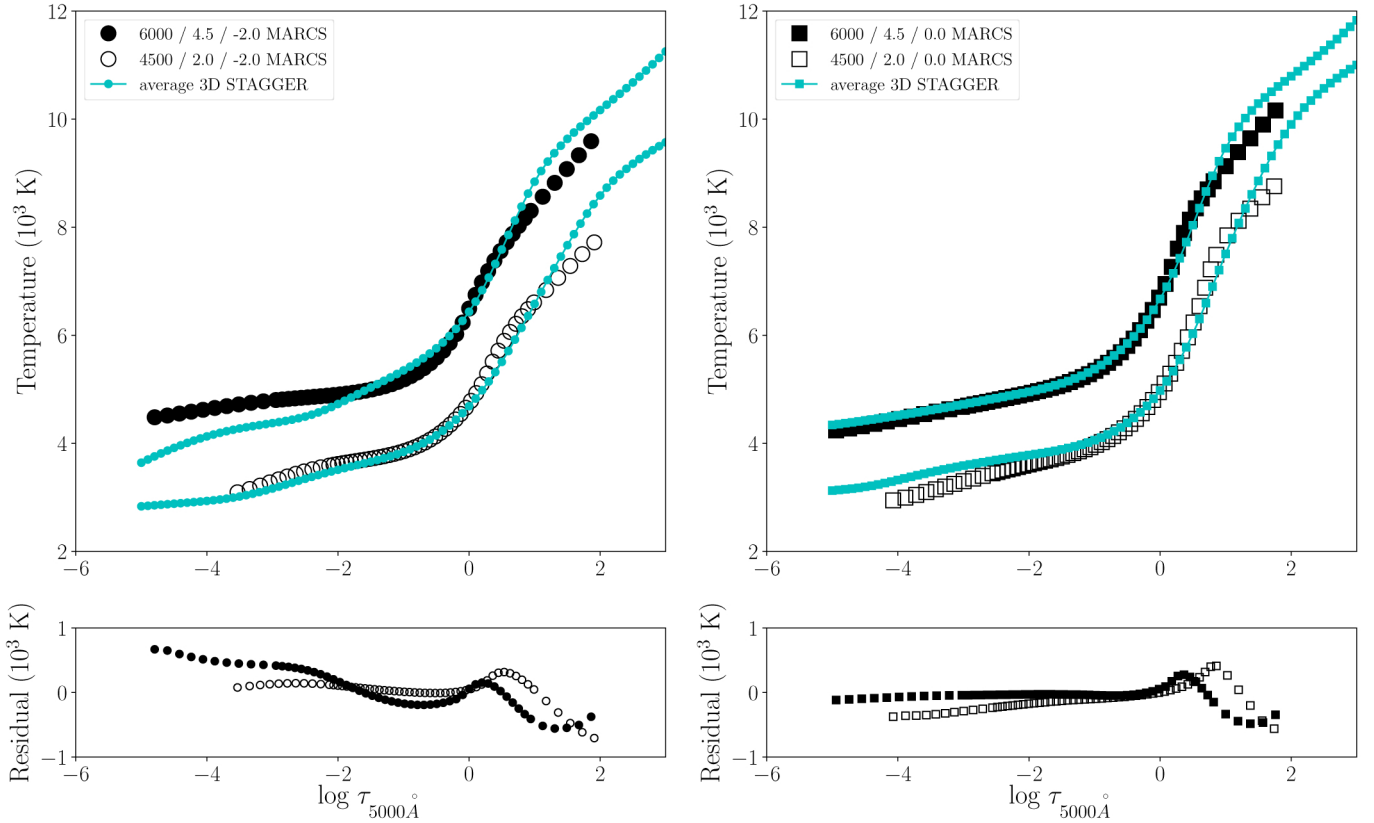 12
10
8
6
4
2
Temperature (10³ K)
6000 / 4.5 / -2.0 MARCS
4500 / 2.0 / -2.0 MARCS
average 3D STAGGER
−6 −4 −2 0 2
1
0
−1
Residual (10³ K)
−6 −4 −2 0 2
log τ5000Å
12
10
8
6
4
2
Temperature (10³ K)
6000 / 4.5 / 0.0 MARCS
4500 / 2.0 / 0.0 MARCS
average 3D STAGGER
−6 −4 −2 0 2
1
0
−1
Residual (10³ K)
−6 −4 −2 0 2
log τ5000Å